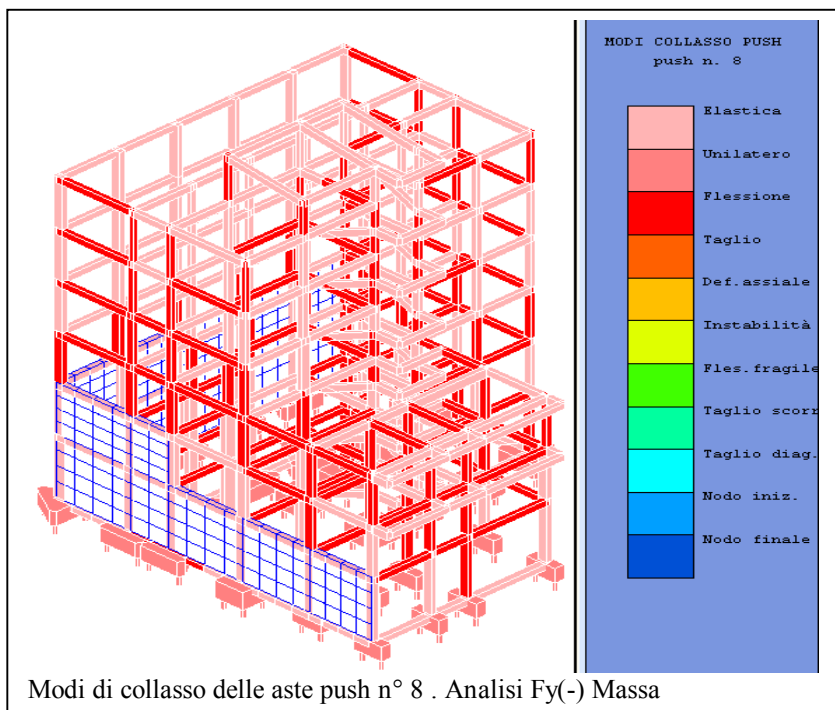 MODI COLLASSO PUSH
push n. 8
Elastica
Unilatero
Flessione
Taglio
Def.assiale
Instabilità
Fles.fragile
Taglio scorr
Taglio diag.
Nodo iniz.
Nodo finale
Modi di collasso delle aste push n° 8 . Analisi Fy(-) Massa